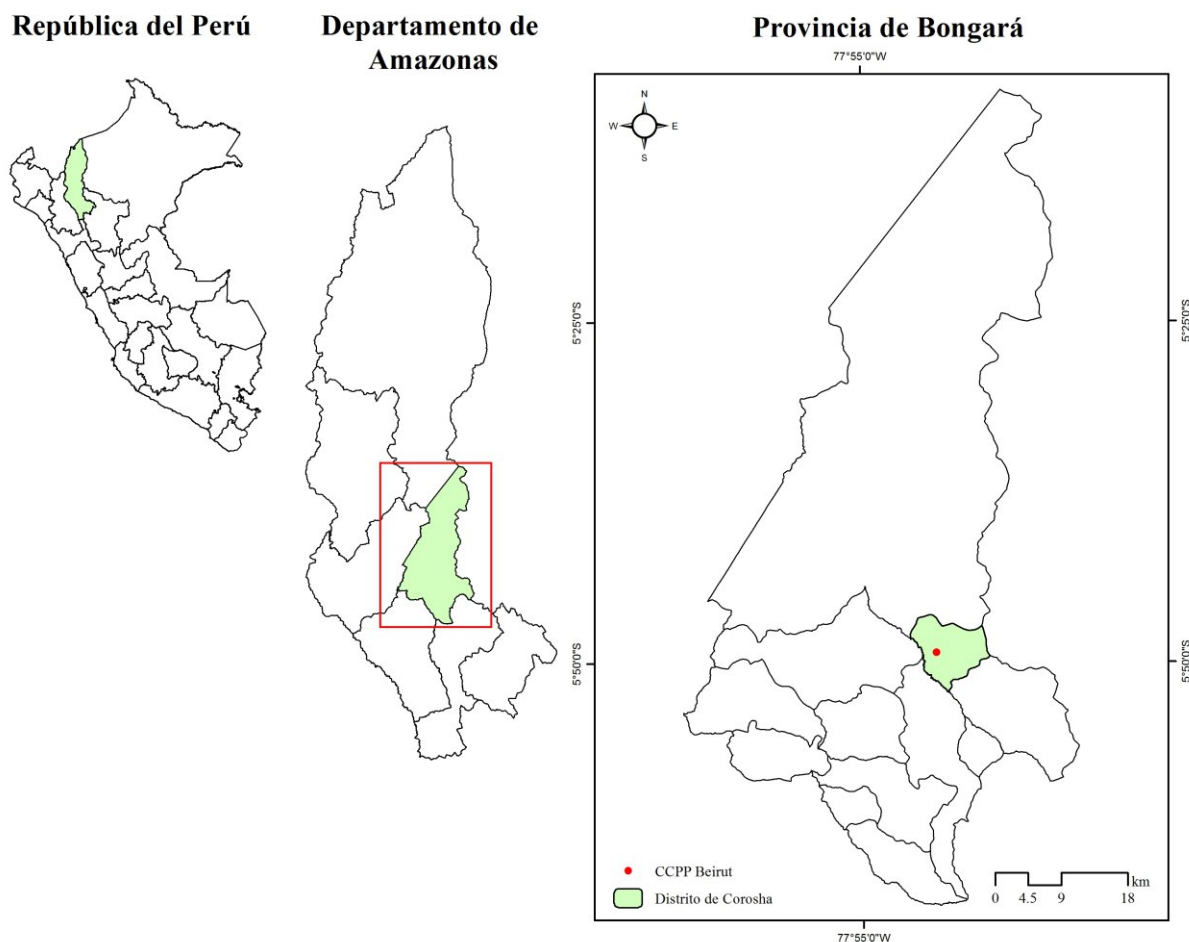 República del Perú
Departamento de
Amazonas
Provincia de Bongará
77°55'0"W
N
W E
S
5°25'0"S
5°25'0"S
5°50'0"S
5°50'0"S
CCPP Beirut
Distrito de Corosha
km
0 4.5 9 18
77°55'0"W